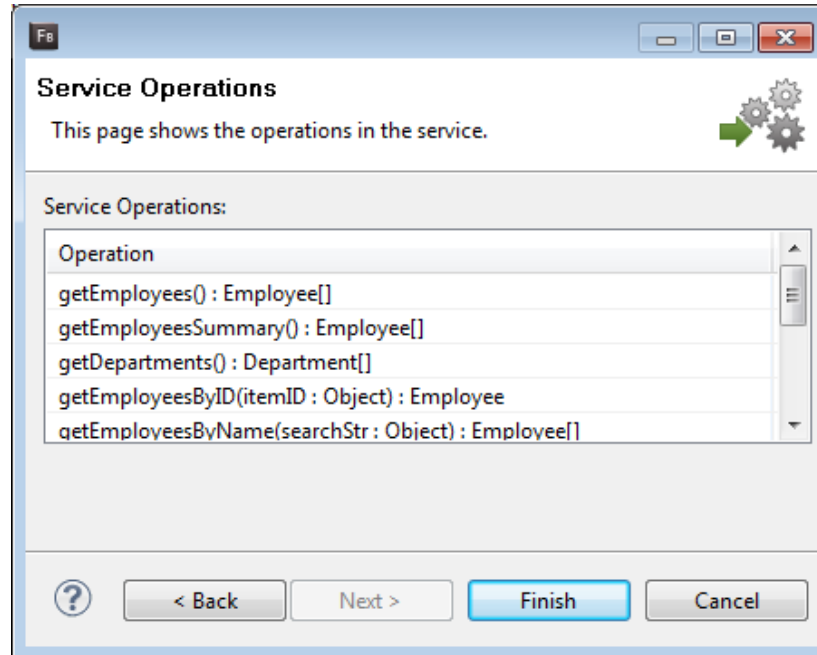 FB
Service Operations
This page shows the operations in the service.
Service Operations:
Operation
getEmployees() : Employee[]
getEmployeesSummary() : Employee[]
getDepartments() : Department[]
getEmployeesByID(itemID : Object) : Employee
getEmployeesByName(searchStr : Object) : Employee[]
?
< Back
Next >
Finish
Cancel